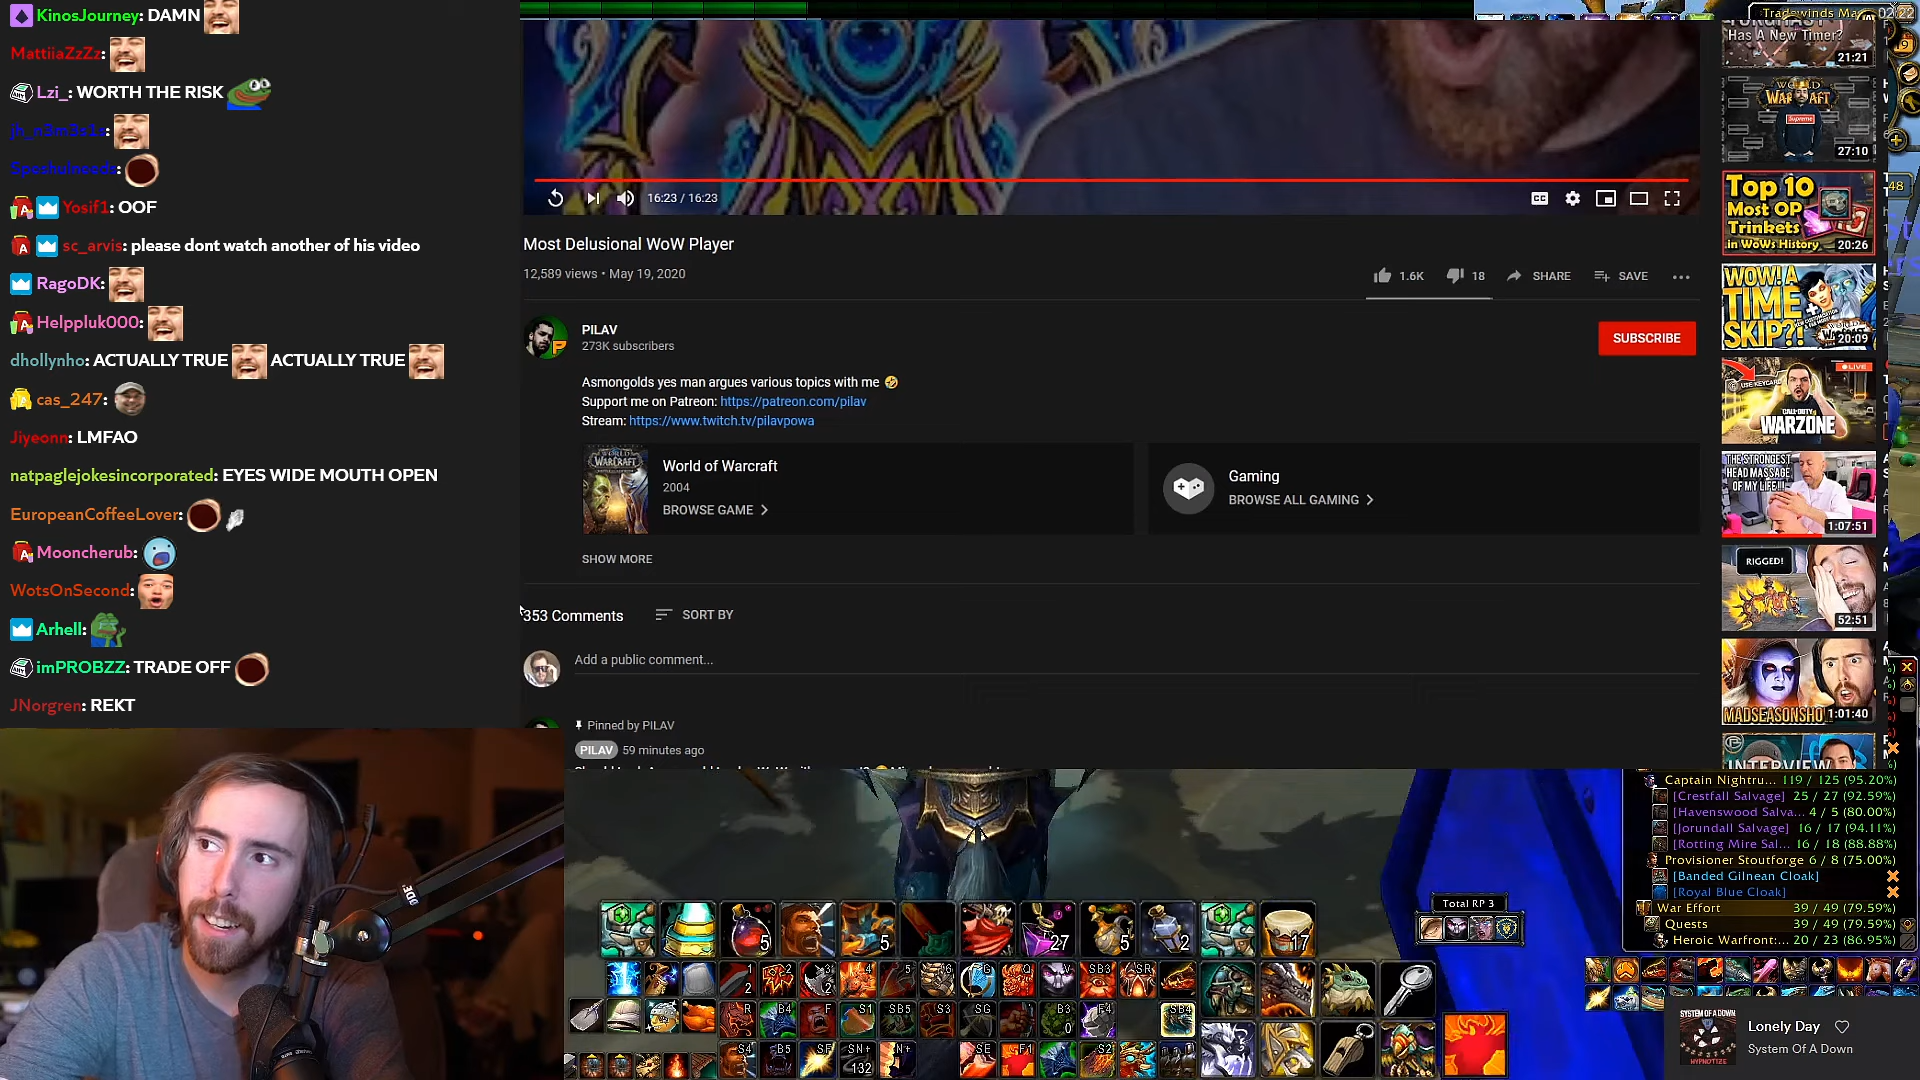 KinosJourney: DAMN
MattiiaZzZz:
Lzi_: WORTH THE RISK
jh_n3m3s1s:
Speshulneeds:
Yosif1: OOF
sc_arvis: please dont watch another of his video
RagoDK:
Helppluk000:
dhollynho: ACTUALLY TRUE ACTUALLY TRUE
cas_247:
Jiyeonn: LMFAO
natpaglejokesincorporated: EYES WIDE MOUTH OPEN
EuropeanCoffeeLover:
Mooncherub:
WotsOnSecond:
Arhell:
imPROBZZ: TRADE OFF
JNorgren: REKT
16:23 / 16:23
Most Delusional WoW Player
12,589 views • May 19, 2020
1.6K
18
SHARE
SAVE
PILAV
273K subscribers
SUBSCRIBE
Asmongolds yes man argues various topics with me
Support me on Patreon: https://patreon.com/pilav
Stream: https://www.twitch.tv/pilavpowa
World of Warcraft
2004
BROWSE GAME
Gaming
BROWSE ALL GAMING
SHOW MORE
353 Comments
SORT BY
Add a public comment...
Pinned by PILAV
PILAV 59 minutes ago
02:22
Has A New Timer?
21:21
27:10
Top 10
Most OP
Trinkets
in WoWs History
20:26
WOW! A
TIME
SKIP?!
20:09
LIVE
CALL OF DUTY
WARZONE
THE STRONGEST
HEAD MASSAGE
OF MY LIFE!!!
1:07:51
RIGGED!
52:51
MADSEASONSHO
1:01:40
INTERVIEW
Captain Nightru... 119 / 125 (95.20%)
[Crestfall Salvage] 25 / 27 (92.59%)
[Havenswood Salva... 4 / 5 (80.00%)
[Jorundall Salvage] 16 / 17 (94.11%)
[Rotting Mire Sal... 16 / 18 (88.88%)
Provisioner Stoutforge 6 / 8 (75.00%)
[Banded Gilnean Cloak]
[Royal Blue Cloak]
War Effort 39 / 49 (79.59%)
Quests 39 / 49 (79.59%)
Heroic Warfront:... 20 / 23 (86.95%)
Total RP 3
Lonely Day
System Of A Down